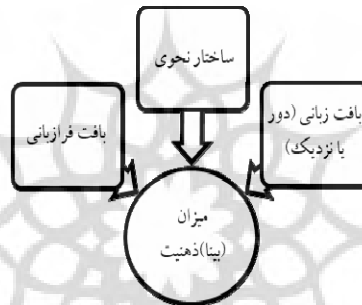 ساختار نحوی
بافت زبانی (دور
یا نزدیک)
بافت فرازبانی
میزان
(بینا)ذهنیت